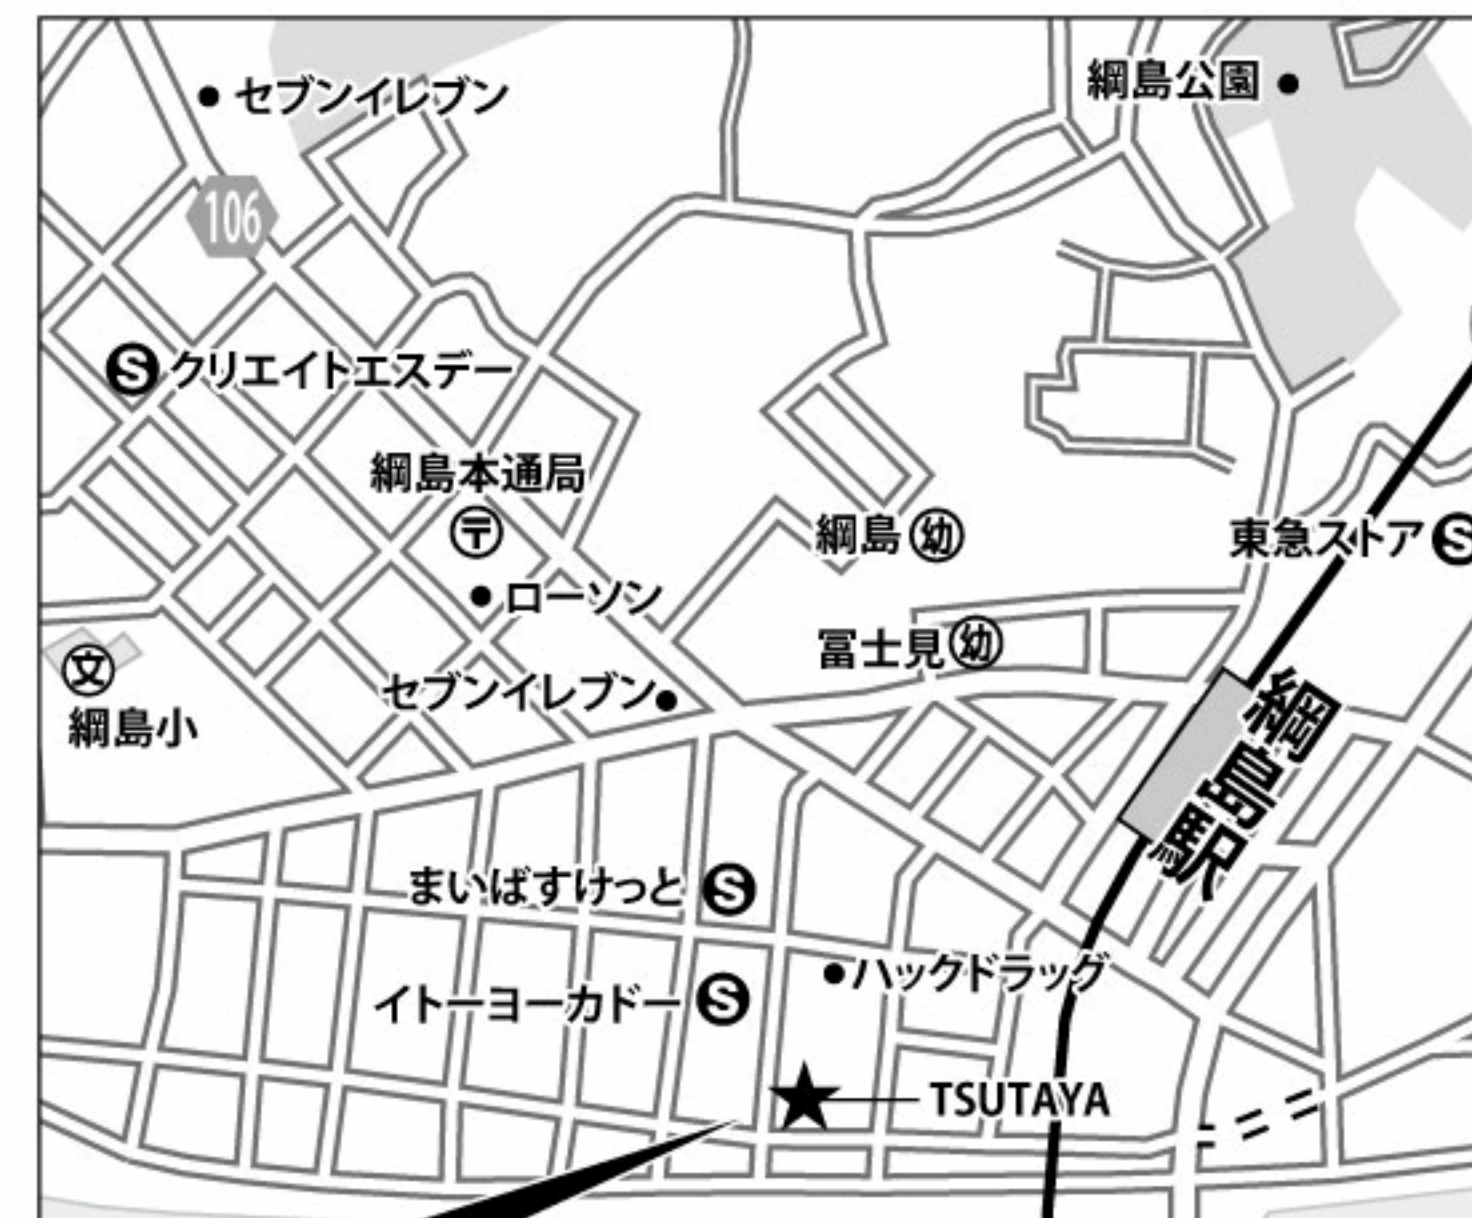 綱島公園
セブンイレブン
106
S クリエイトエスデー
綱島本通局
〒
綱島 幼
東急ストア S
ローソン
冨士見 幼
文
綱島小
セブンイレブン
綱島駅
まいばすけっと S
ハックドラッグ
イトーヨーカドー S
TSUTAYA